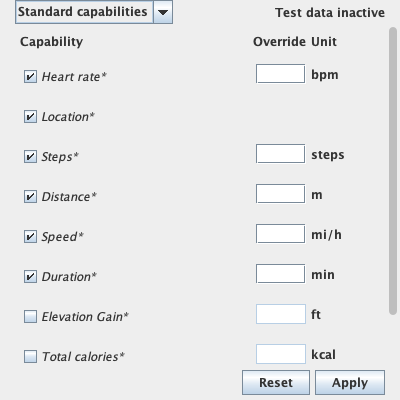 Standard capabilities Test data inactive
Capability Override Unit
Heart rate* bpm
Location*
Steps* steps
Distance* m
Speed* mi/h
Duration* min
Elevation Gain* ft
Total calories* kcal
Reset Apply